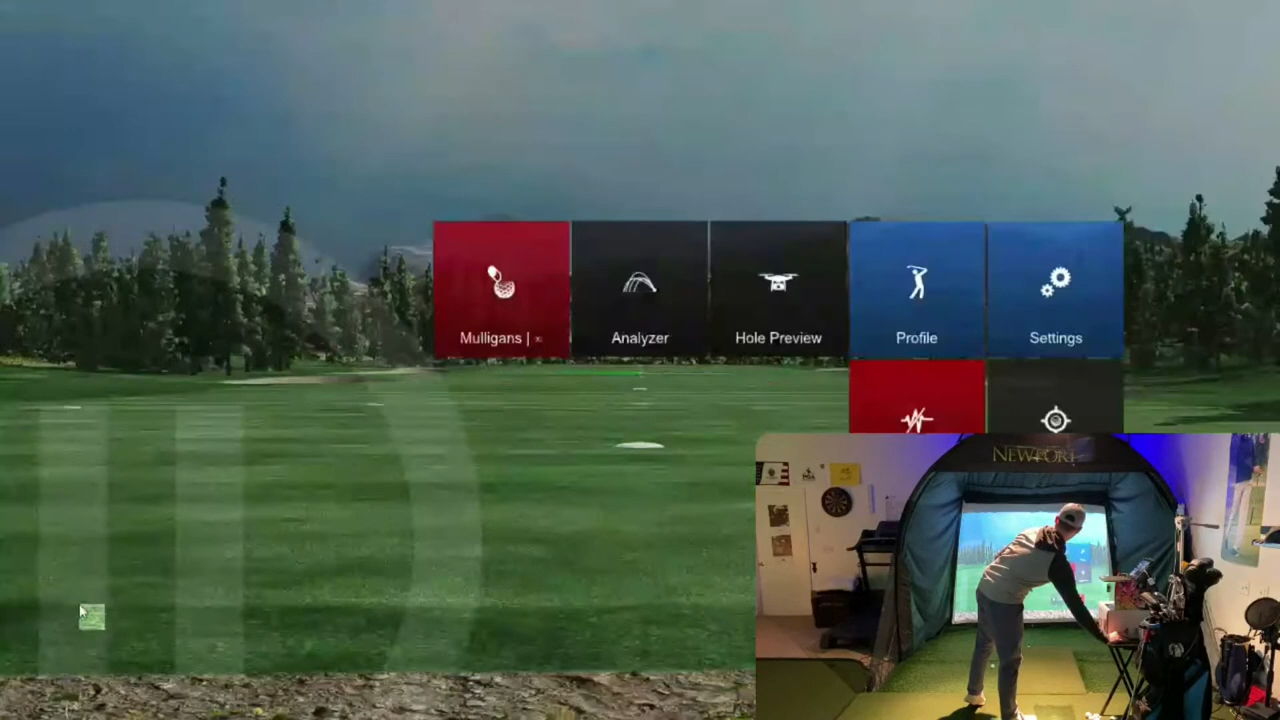 Mulligans |
Analyzer
Hole Preview
Profile
Settings
NEWPORT